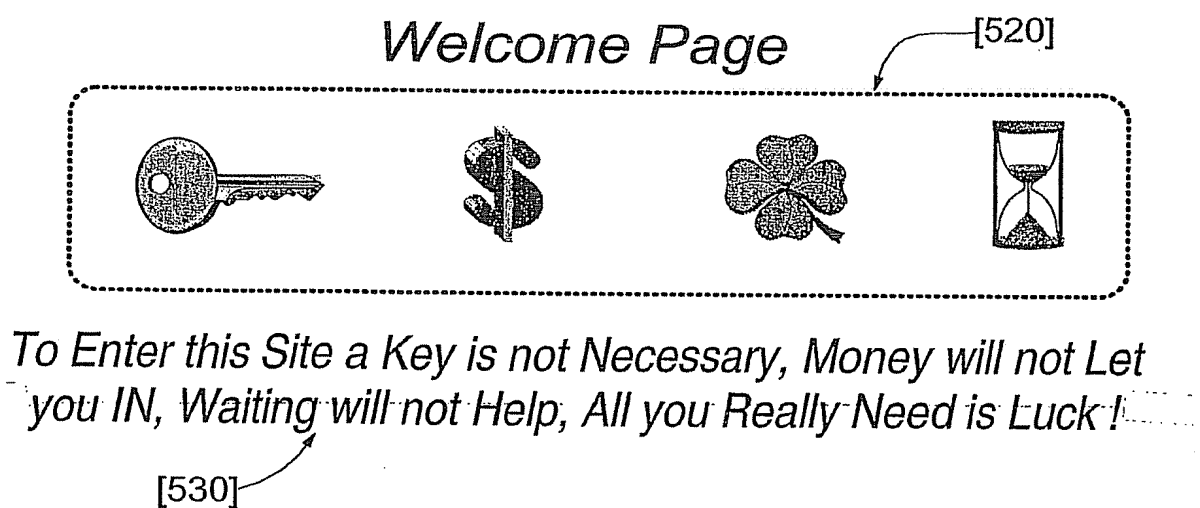 Welcome Page
[520]
To Enter this Site a Key is not Necessary, Money will not Let
you IN, Waiting will not Help, All you Really Need is Luck !
[530]